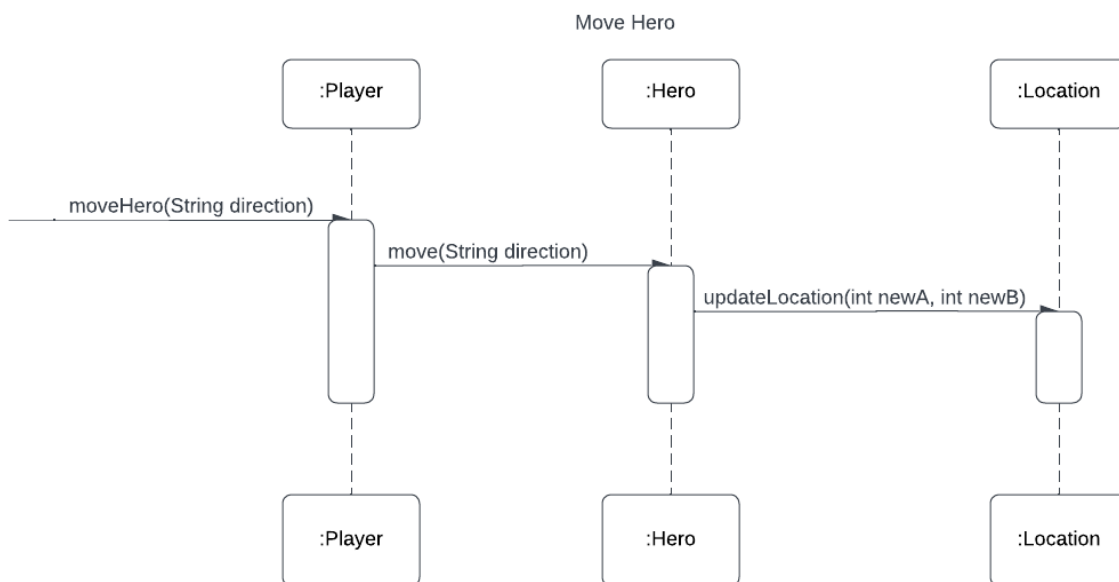 Move Hero
:Player
:Hero
:Location
moveHero(String direction)
move(String direction)
updateLocation(int newA, int newB)
:Player
:Hero
:Location